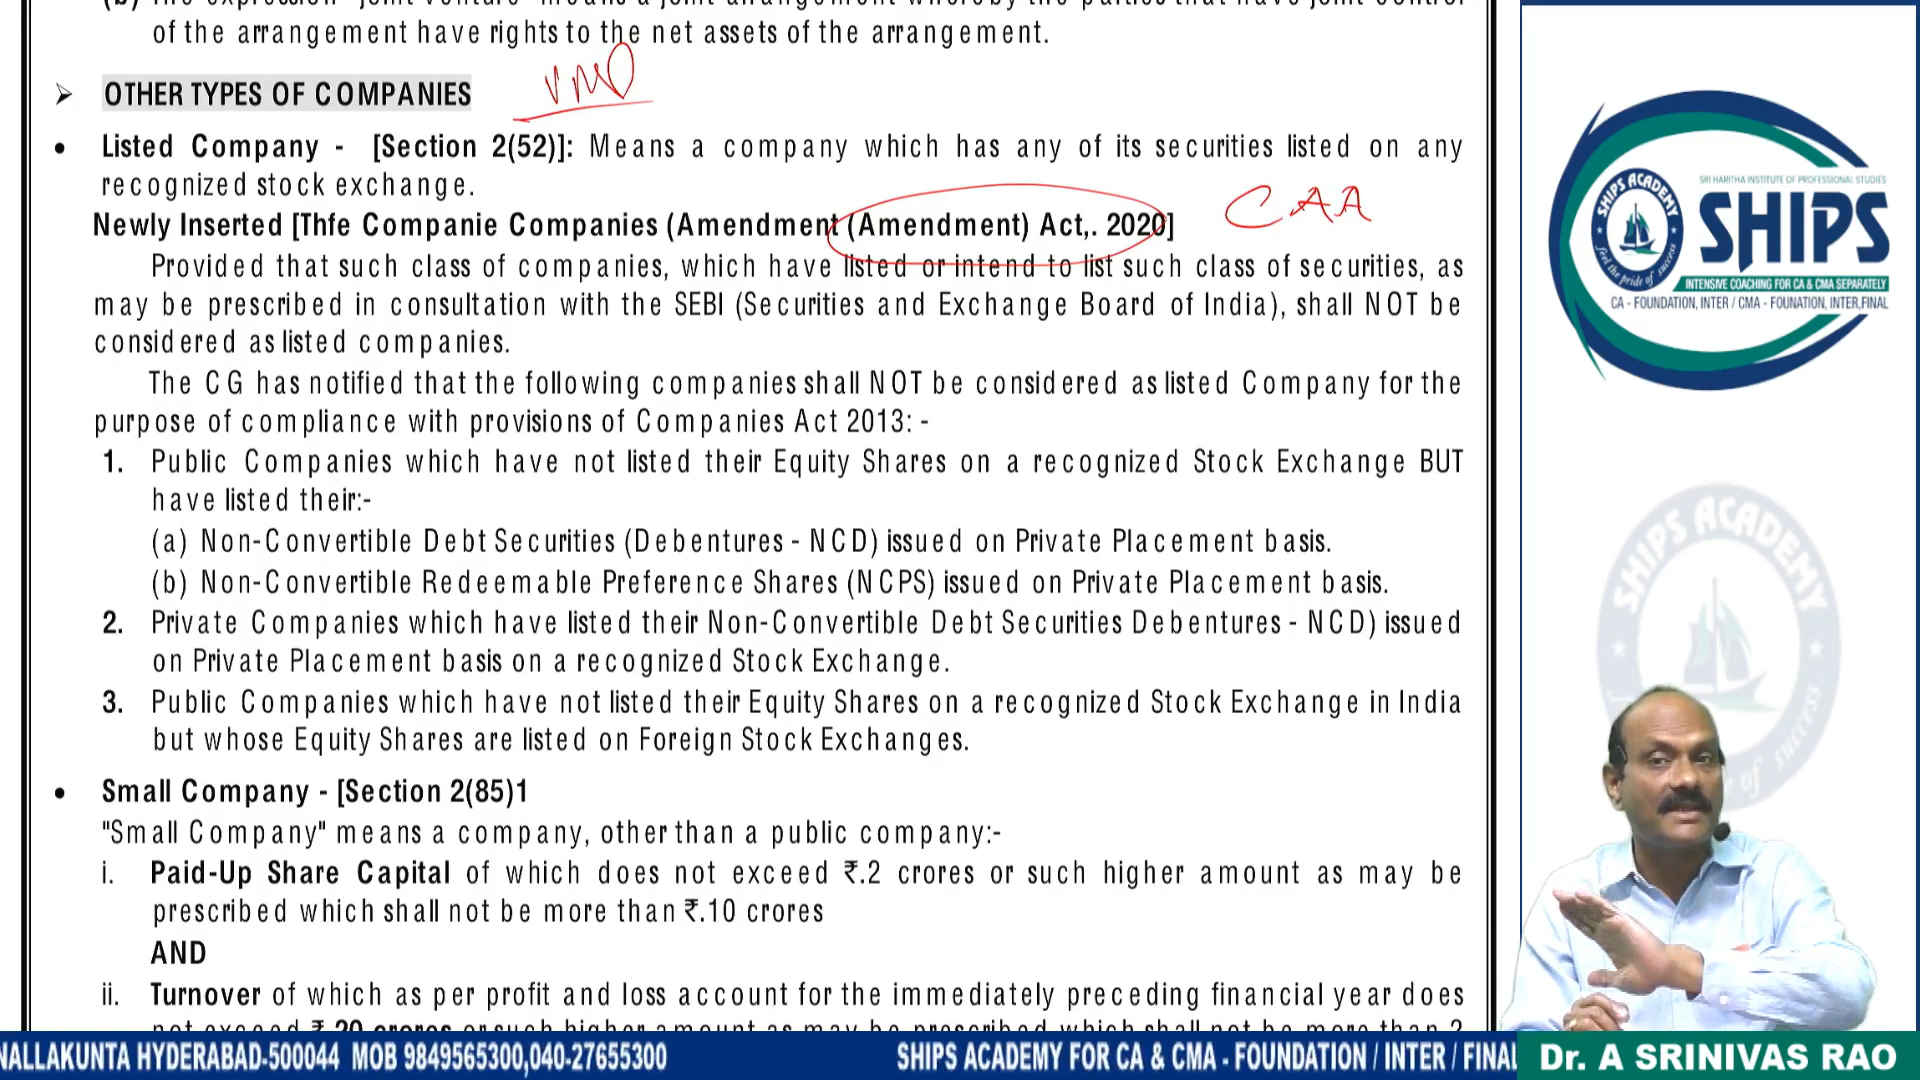 of the arrangement have rights to the net assets of the arrangement.
➢ OTHER TYPES OF COMPANIES
• Listed Company - [Section 2(52)]: Means a company which has any of its securities listed on any
recognized stock exchange.
CAA
Newly Inserted [Thfe Companie Companies (Amendment (Amendment) Act,. 2020]
Provided that such class of companies, which have listed or intend to list such class of securities, as
may be prescribed in consultation with the SEBI (Securities and Exchange Board of India), shall NOT be
considered as listed companies.
The CG has notified that the following companies shall NOT be considered as listed Company for the
purpose of compliance with provisions of Companies Act 2013: -
1. Public Companies which have not listed their Equity Shares on a recognized Stock Exchange BUT
have listed their:-
(a) Non-Convertible Debt Securities (Debentures - NCD) issued on Private Placement basis.
(b) Non-Convertible Redeemable Preference Shares (NCPS) issued on Private Placement basis.
2. Private Companies which have listed their Non-Convertible Debt Securities Debentures - NCD) issued
on Private Placement basis on a recognized Stock Exchange.
3. Public Companies which have not listed their Equity Shares on a recognized Stock Exchange in India
but whose Equity Shares are listed on Foreign Stock Exchanges.
• Small Company - [Section 2(85)1
"Small Company" means a company, other than a public company:-
i. Paid-Up Share Capital of which does not exceed ₹.2 crores or such higher amount as may be
prescribed which shall not be more than ₹.10 crores
AND
ii. Turnover of which as per profit and loss account for the immediately preceding financial year does
SRI HARITHA INSTITUTE OF PROFESSIONAL STUDIES
SHIPS ACADEMY
feel the pride of success
SHIPS
INTENSIVE COACHING FOR CA & CMA SEPARATELY
CA - FOUNDATION, INTER / CMA - FOUNATION, INTER,FINAL
SHIPS ACADEMY
of success
NALLAKUNTA HYDERABAD-500044 MOB 9849565300,040-27655300
SHIPS ACADEMY FOR CA & CMA - FOUNDATION / INTER / FINAL
Dr. A SRINIVAS RAO